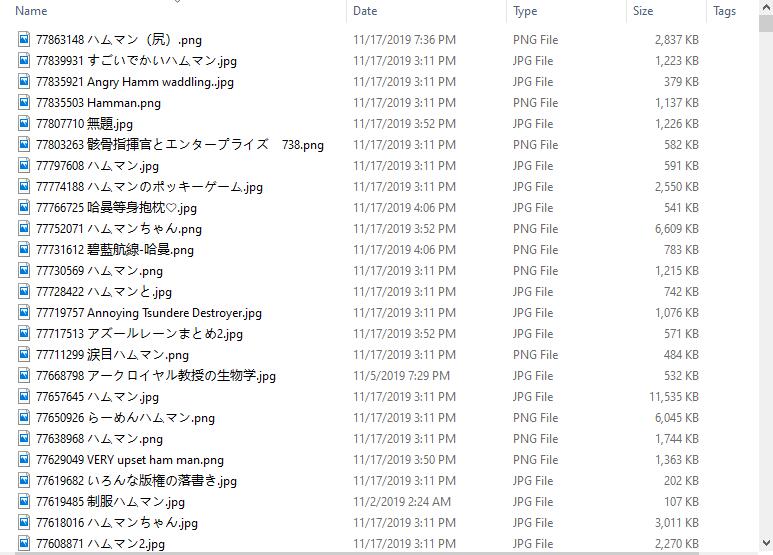 Name Date Type Size Tags
77863148 ハムマン（尻）.png 11/17/2019 7:36 PM PNG File 2,837 KB
77839931 すごいでかいハムマン.jpg 11/17/2019 3:11 PM JPG File 1,223 KB
77835921 Angry Hamm waddling..jpg 11/17/2019 3:11 PM JPG File 379 KB
77835503 Hamman.png 11/17/2019 3:11 PM PNG File 1,137 KB
77807710 無題.jpg 11/17/2019 3:52 PM JPG File 1,226 KB
77803263 骸骨指揮官とエンタープライズ　738.png 11/17/2019 3:11 PM PNG File 582 KB
77797608 ハムマン.jpg 11/17/2019 3:11 PM JPG File 591 KB
77774188 ハムマンのポッキーゲーム.jpg 11/17/2019 3:11 PM JPG File 2,550 KB
77766725 哈曼等身抱枕♡.jpg 11/17/2019 4:06 PM JPG File 541 KB
77752071 ハムマンちゃん.png 11/17/2019 3:52 PM PNG File 6,609 KB
77731612 碧藍航線-哈曼.png 11/17/2019 4:06 PM PNG File 783 KB
77730569 ハムマン.png 11/17/2019 3:11 PM PNG File 1,215 KB
77728422 ハムマンと.jpg 11/17/2019 3:11 PM JPG File 742 KB
77719757 Annoying Tsundere Destroyer.jpg 11/17/2019 3:11 PM JPG File 1,076 KB
77717513 アズールレーンまとめ2.jpg 11/17/2019 3:52 PM JPG File 571 KB
77711299 涙目ハムマン.png 11/17/2019 3:11 PM PNG File 484 KB
77668798 アークロイヤル教授の生物学.jpg 11/5/2019 7:29 PM JPG File 532 KB
77657645 ハムマン.jpg 11/17/2019 3:11 PM JPG File 11,535 KB
77650926 らーめんハムマン.png 11/17/2019 3:11 PM PNG File 6,045 KB
77638968 ハムマン.png 11/17/2019 3:11 PM PNG File 1,744 KB
77629049 VERY upset ham man.png 11/17/2019 3:50 PM PNG File 1,363 KB
77619682 いろんな版権の落書き.jpg 11/17/2019 3:11 PM JPG File 202 KB
77619485 制服ハムマン.jpg 11/2/2019 2:24 AM JPG File 107 KB
77618016 ハムマンちゃん.jpg 11/17/2019 3:11 PM JPG File 3,011 KB
77608871 ハムマン2.jpg 11/17/2019 3:11 PM JPG File 2,270 KB